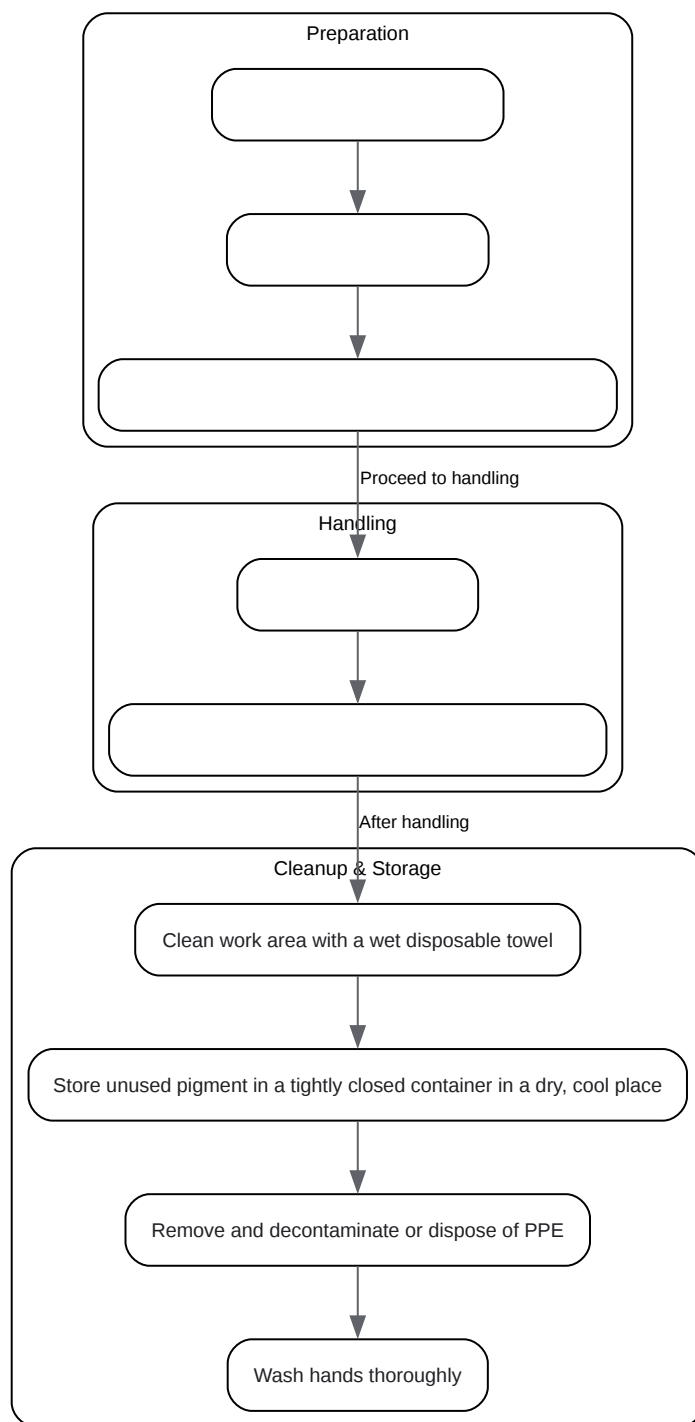 Preparation
Proceed to handling
Handling
After handling
Cleanup & Storage
Clean work area with a wet disposable towel
Store unused pigment in a tightly closed container in a dry, cool place
Remove and decontaminate or dispose of PPE
Wash hands thoroughly